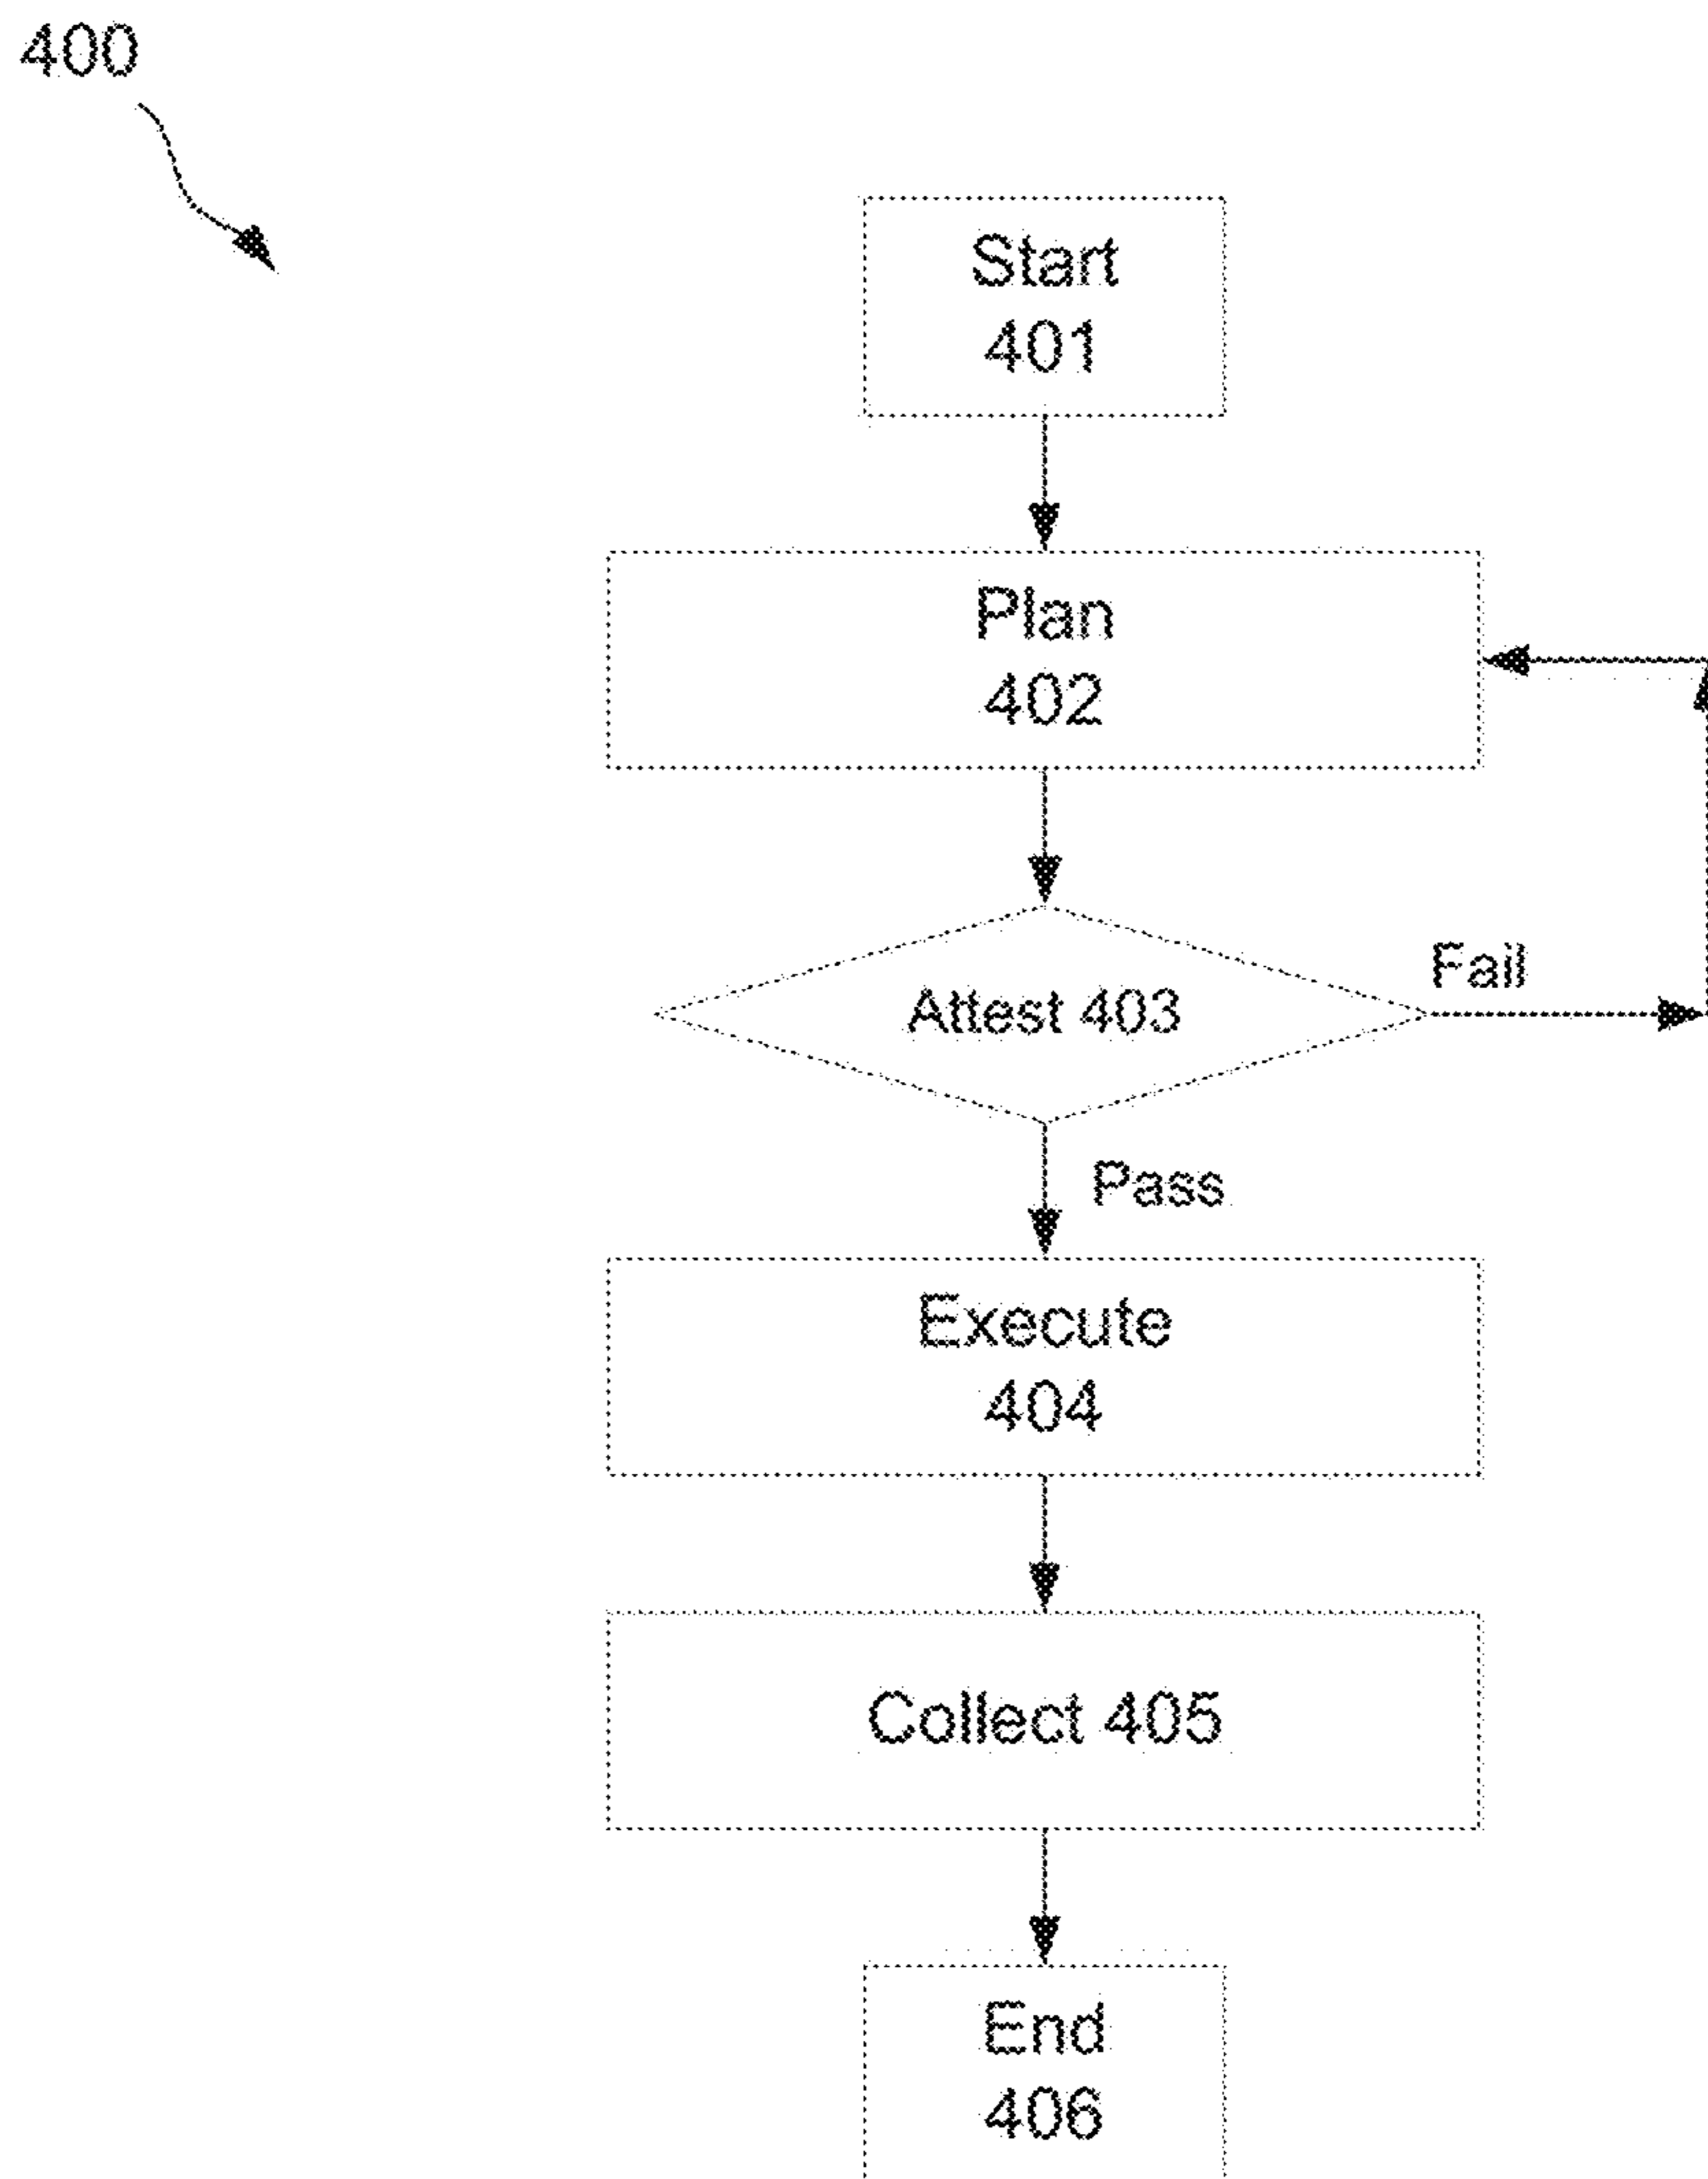 400
Start
401
Plan
402
Attest 403
Fail
Pass
Execute
404
Collect 405
End
406